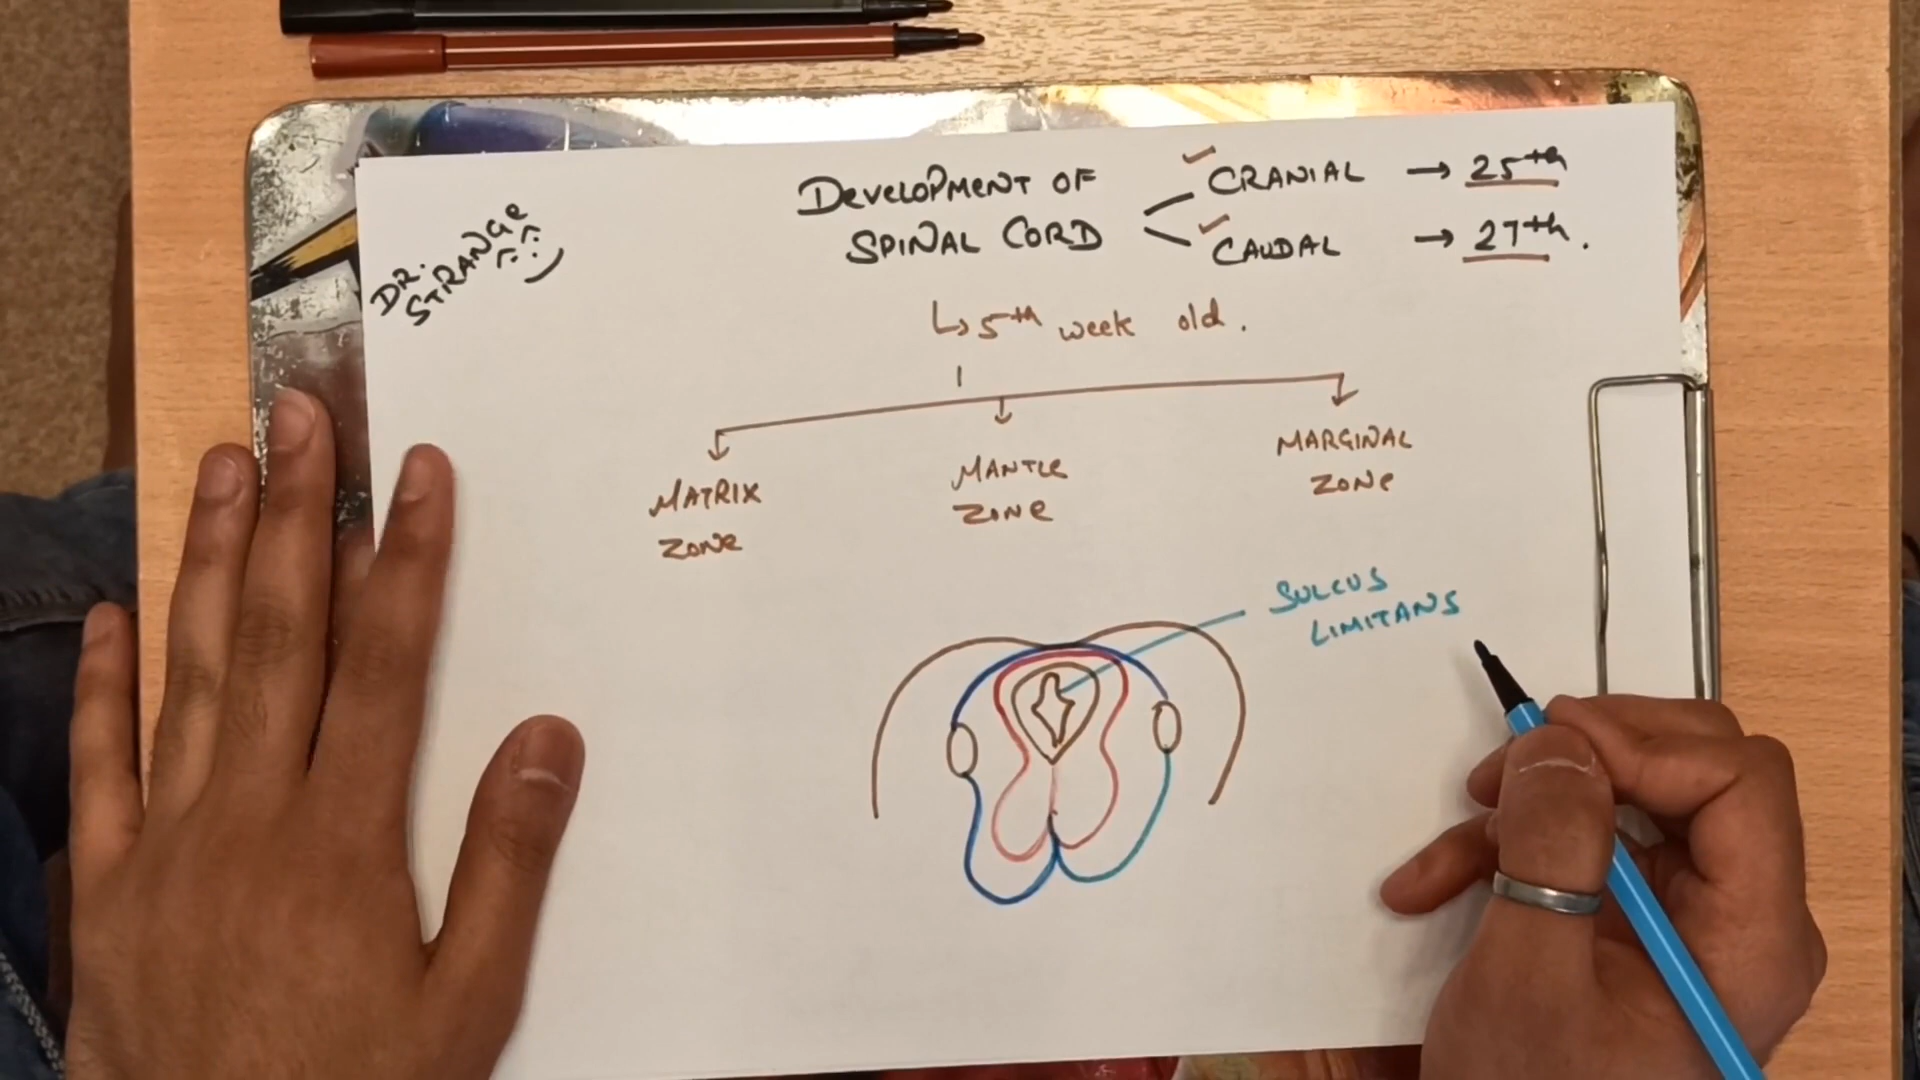 DR.
STRANGE
DEVELOPMENT OF
SPINAL CORD
CRANIAL → 25th
CAUDAL → 27th.
↳ 5th week old.
MATRIX
ZONE
MANTLE
ZONE
MARGINAL
ZONE
SULCUS
LIMITANS